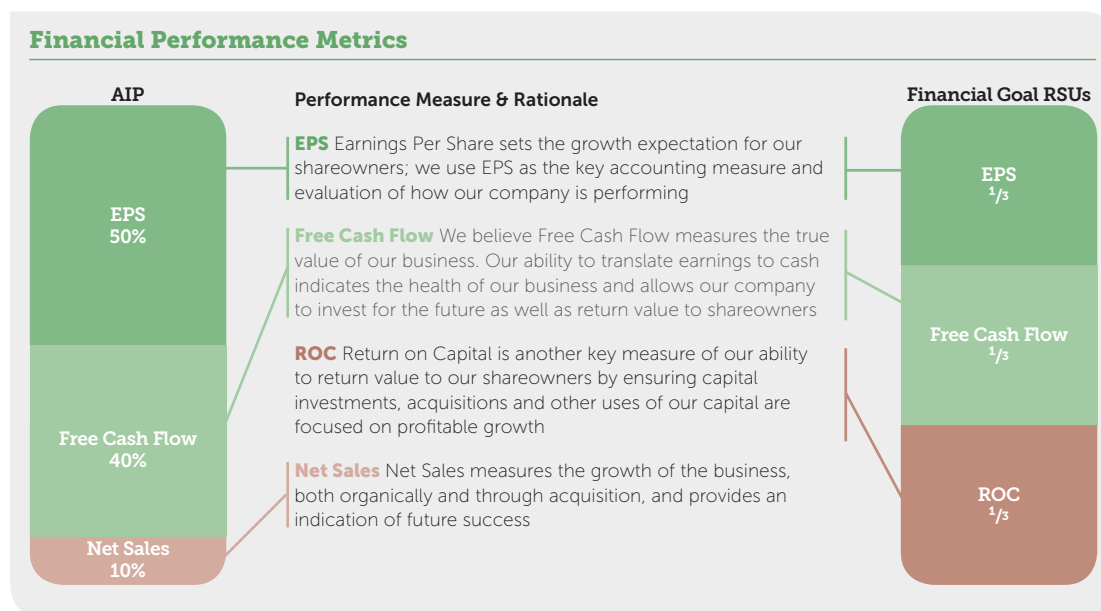 Financial Performance Metrics
AIP
EPS
50%
Free Cash Flow
40%
Net Sales
10%
Performance Measure & Rationale
EPS Earnings Per Share sets the growth expectation for our
shareowners; we use EPS as the key accounting measure and
evaluation of how our company is performing
Free Cash Flow We believe Free Cash Flow measures the true
value of our business. Our ability to translate earnings to cash
indicates the health of our business and allows our company
to invest for the future as well as return value to shareowners
ROC Return on Capital is another key measure of our ability
to return value to our shareowners by ensuring capital
investments, acquisitions and other uses of our capital are
focused on profitable growth
Net Sales Net Sales measures the growth of the business,
both organically and through acquisition, and provides an
indication of future success
Financial Goal RSUs
EPS
1/3
Free Cash Flow
1/3
ROC
1/3